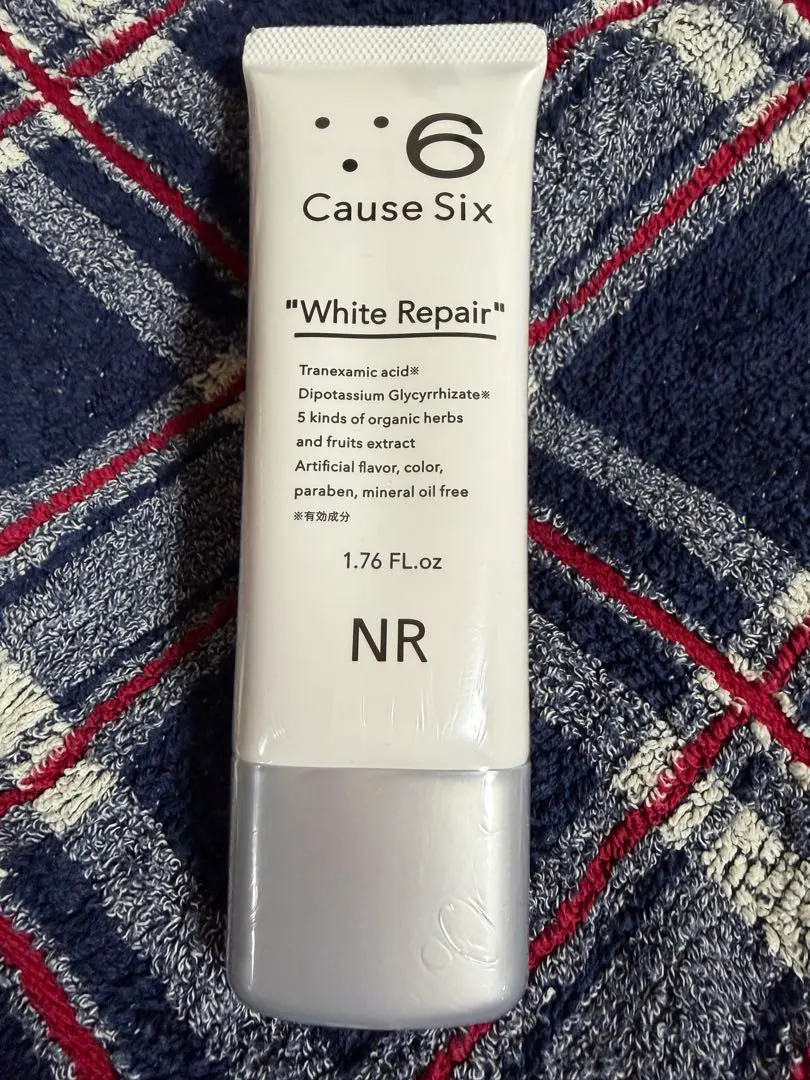 6
Cause Six
"White Repair"
Tranexamic acid※
Dipotassium Glycyrrhizate※
5 kinds of organic herbs
and fruits extract
Artificial flavor, color,
paraben, mineral oil free
※有効成分
1.76 FL.oz
NR